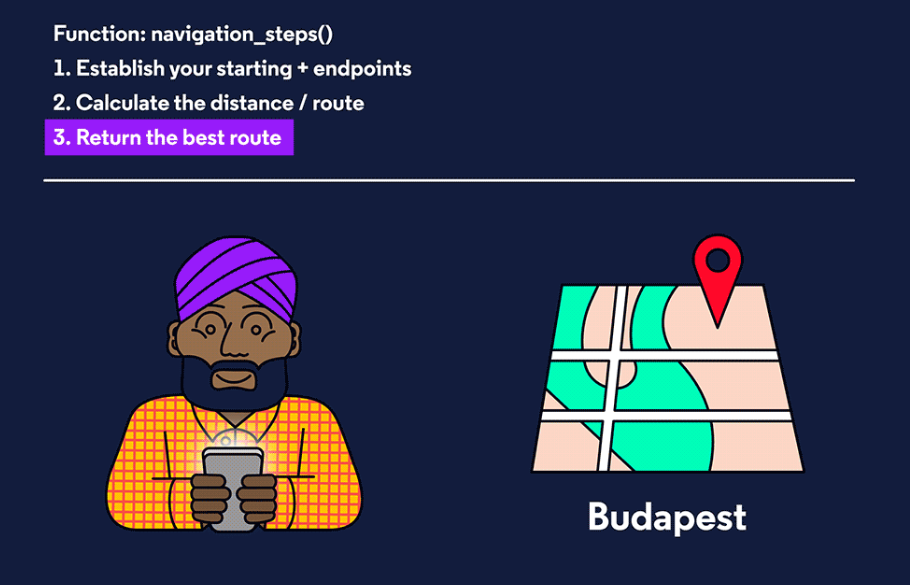 Function: navigation_steps()
1. Establish your starting + endpoints
2. Calculate the distance / route
3. Return the best route
Budapest